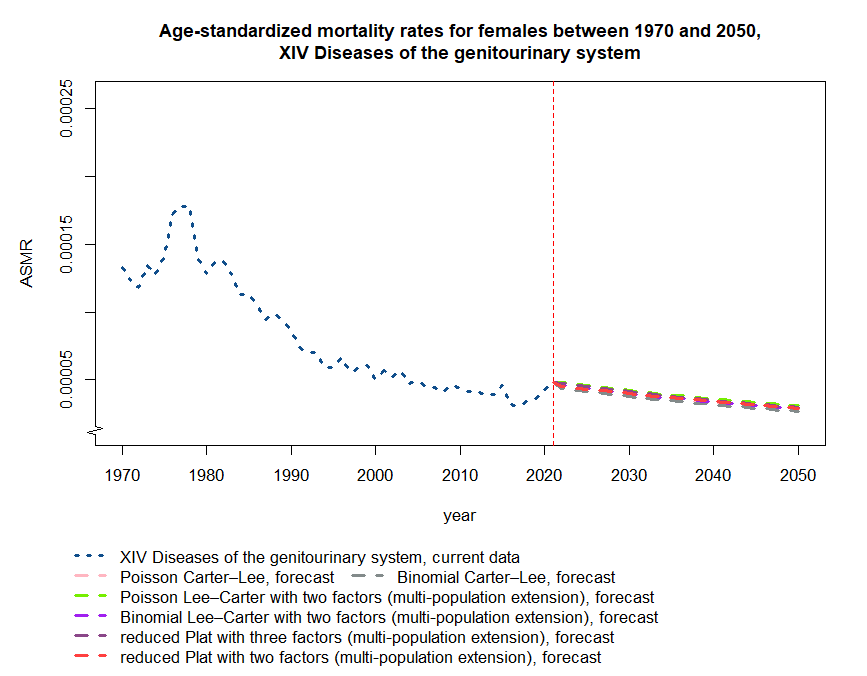 Age-standardized mortality rates for females between 1970 and 2050,
XIV Diseases of the genitourinary system
0.00025
0.00015
0.00005
ASMR
1970 1980 1990 2000 2010 2020 2030 2040 2050
year
XIV Diseases of the genitourinary system, current data
Poisson Carter–Lee, forecast Binomial Carter–Lee, forecast
Poisson Lee–Carter with two factors (multi-population extension), forecast
Binomial Lee–Carter with two factors (multi-population extension), forecast
reduced Plat with three factors (multi-population extension), forecast
reduced Plat with two factors (multi-population extension), forecast